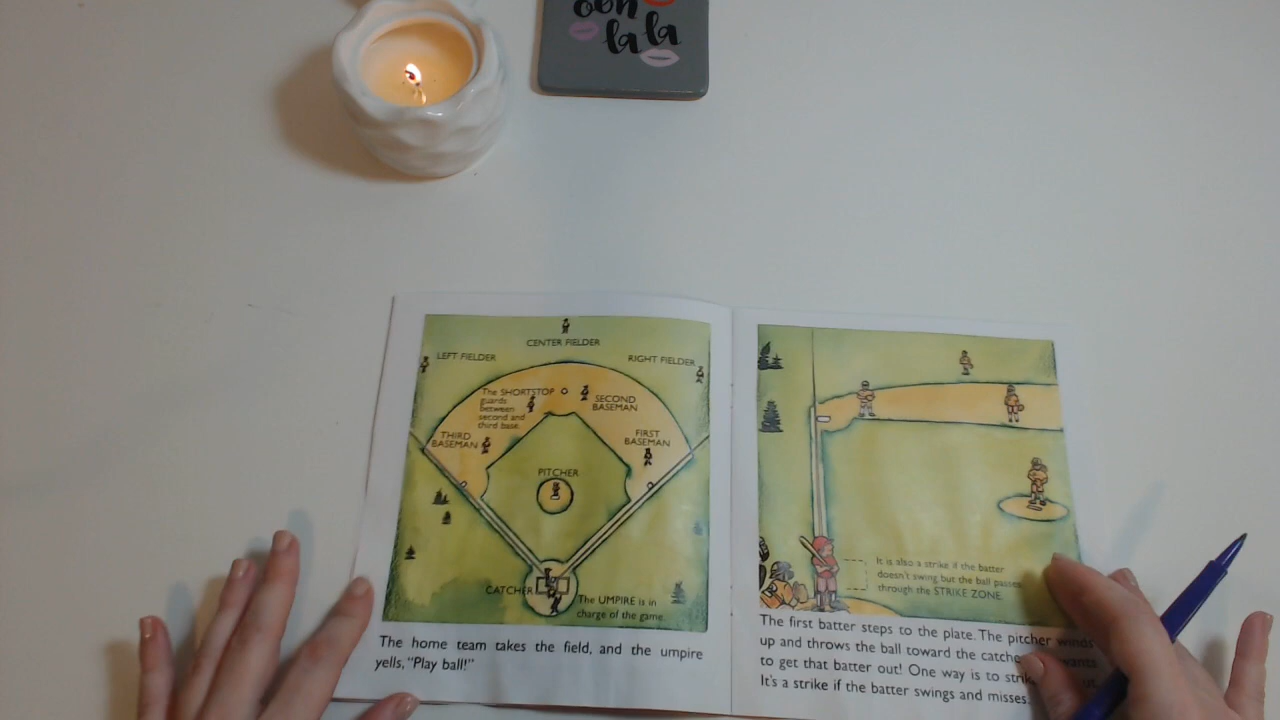 ooh
la la
CENTER FIELDER
LEFT FIELDER
RIGHT FIELDER
The SHORTSTOP
guards
between
second and
third base.
SECOND
BASEMAN
THIRD
BASEMAN
FIRST
BASEMAN
PITCHER
CATCHER
The UMPIRE is in
charge of the game.
The home team takes the field, and the umpire
yells, "Play ball!"
It is also a strike if the batter
doesn't swing but the ball passes
through the STRIKE ZONE.
The first batter steps to the plate. The pitcher winds
up and throws the ball toward the wants
to get that batter out! One way is to
It's a strike if the batter swings and misses.